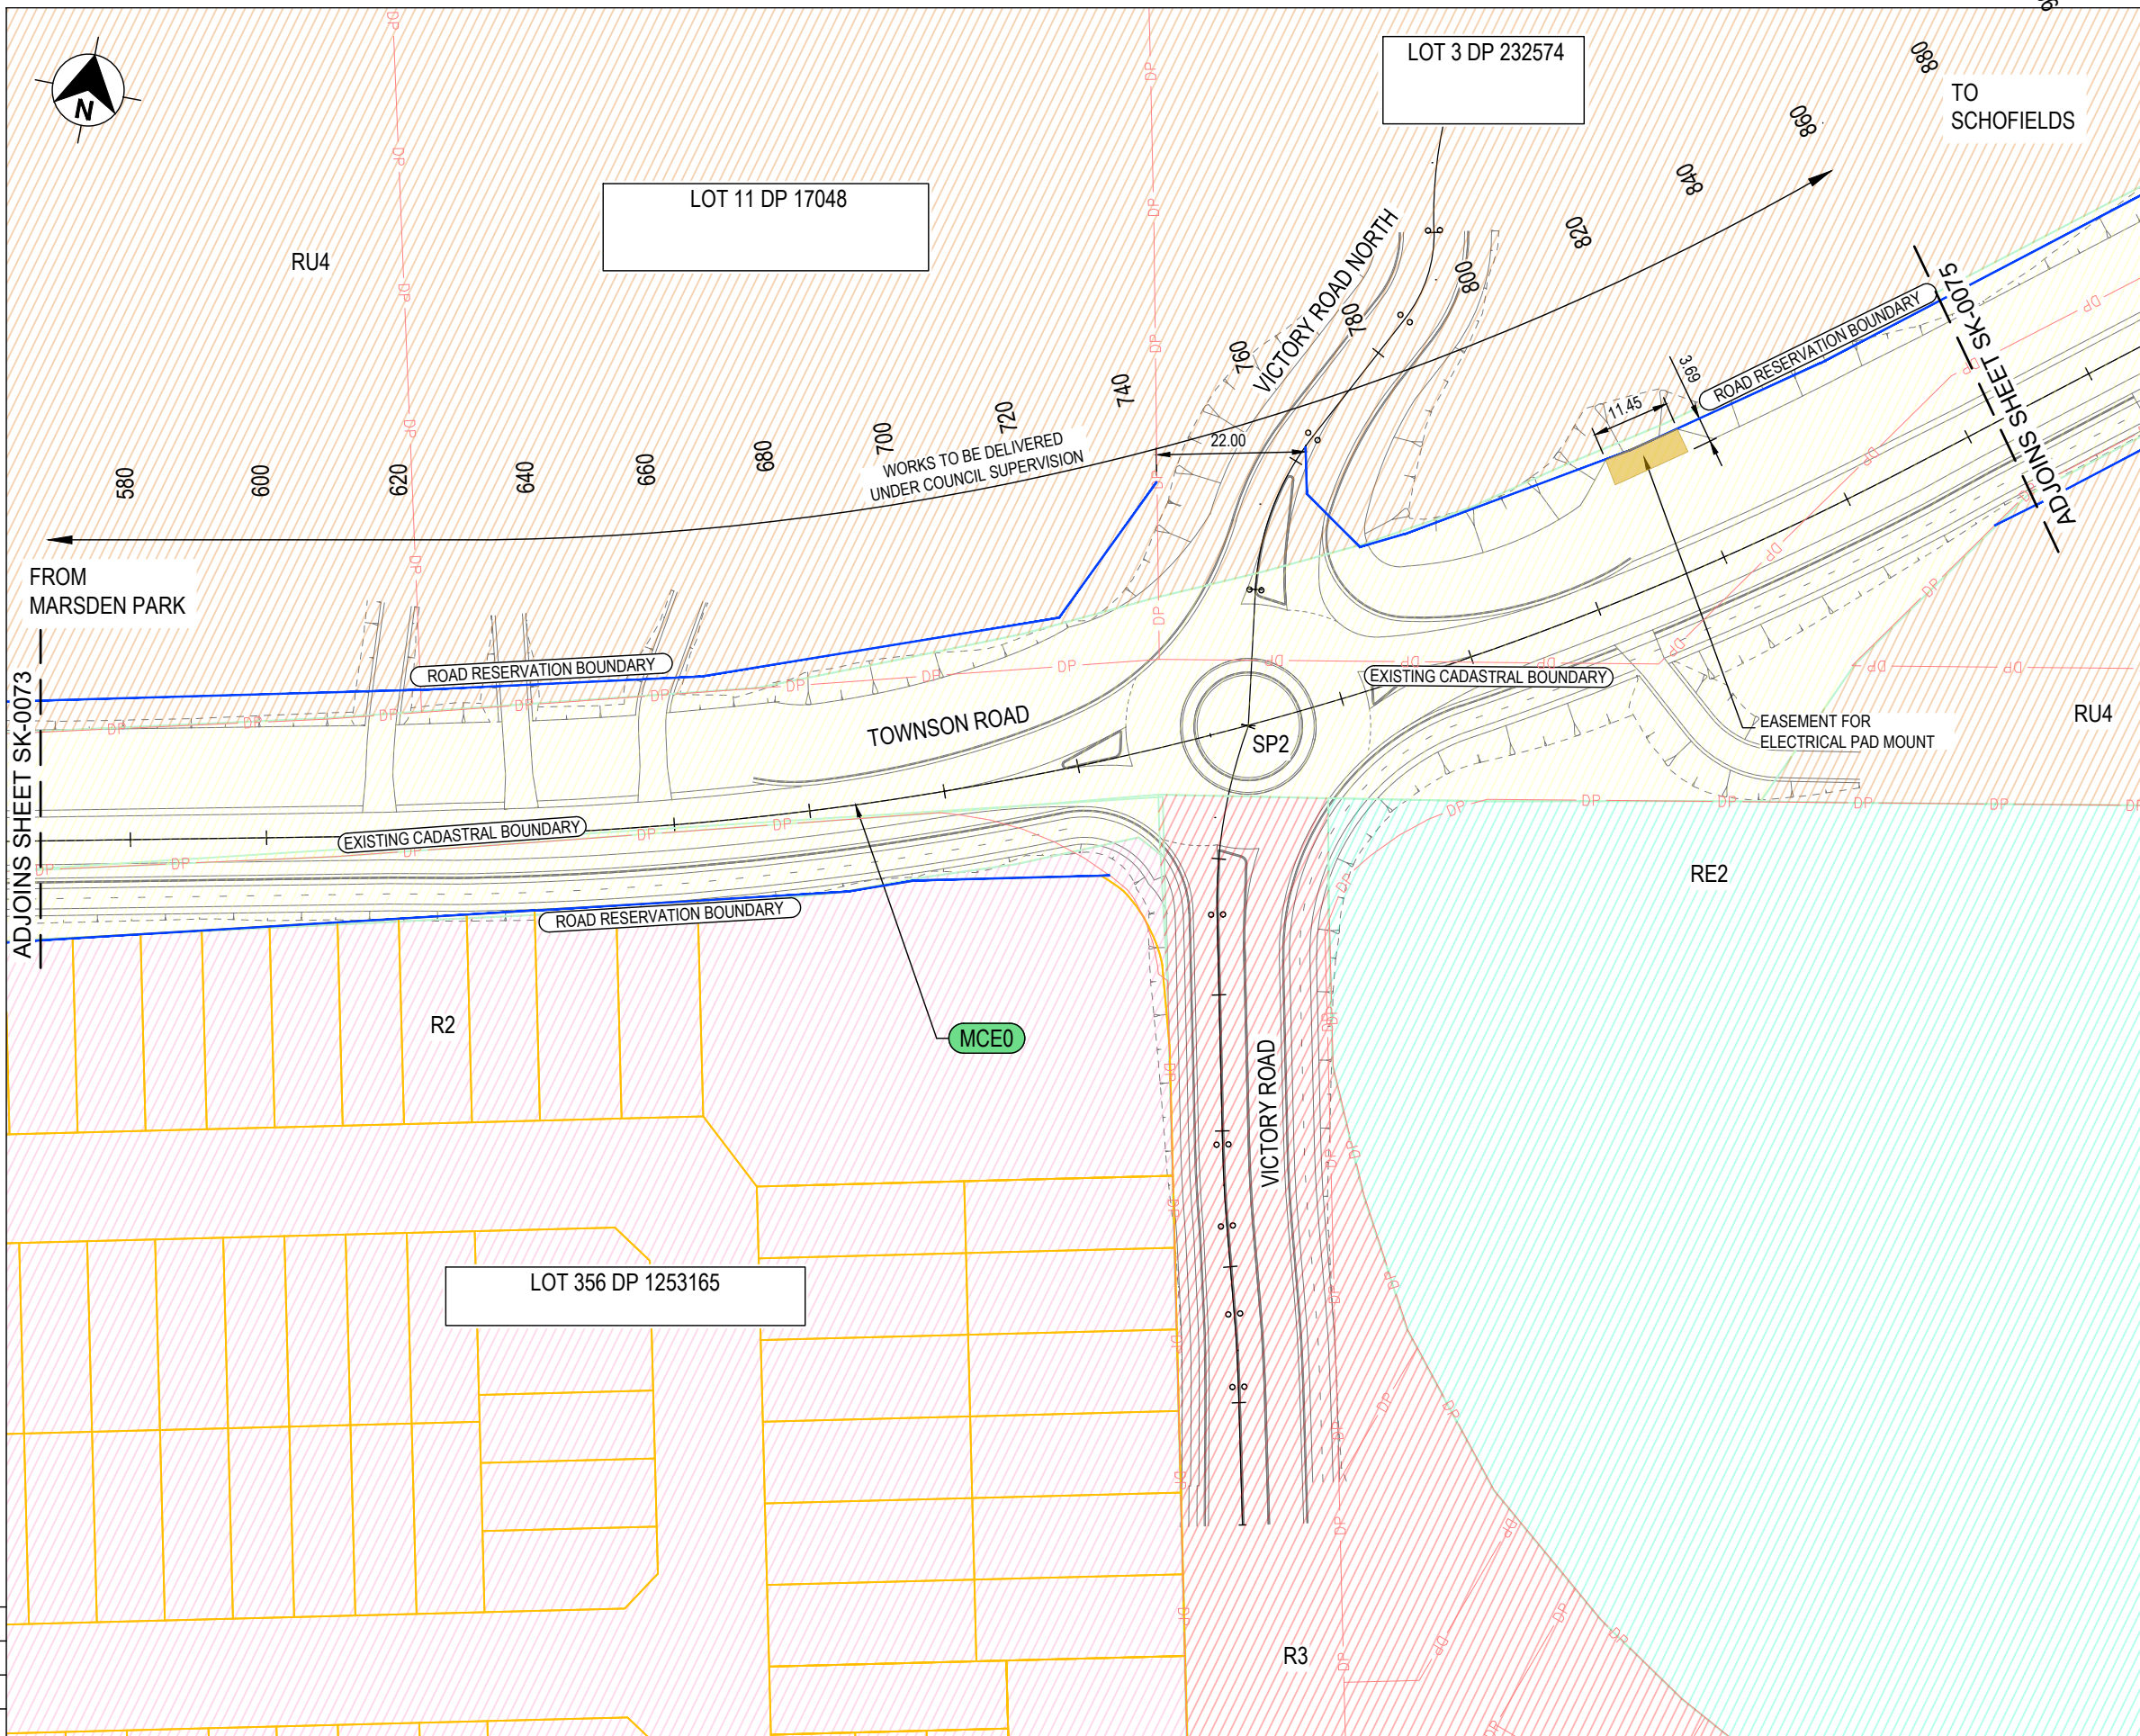 LOT 3 DP 232574
880
TO
SCHOFIELDS
860
N
LOT 11 DP 17048
840
820
RU4
VICTORY ROAD NORTH
800
780
760
740
720
700
680
660
640
620
600
580
ROAD RESERVATION BOUNDARY
ADJOINS SHEET SK-0075
3.69
11.45
22.00
WORKS TO BE DELIVERED
UNDER COUNCIL SUPERVISION
FROM
MARSDEN PARK
ROAD RESERVATION BOUNDARY
EXISTING CADASTRAL BOUNDARY
TOWNSON ROAD
SP2
EASEMENT FOR
ELECTRICAL PAD MOUNT
RU4
ADJOINS SHEET SK-0073
EXISTING CADASTRAL BOUNDARY
RE2
ROAD RESERVATION BOUNDARY
R2
MCE0
VICTORY ROAD
LOT 356 DP 1253165
R3
DP